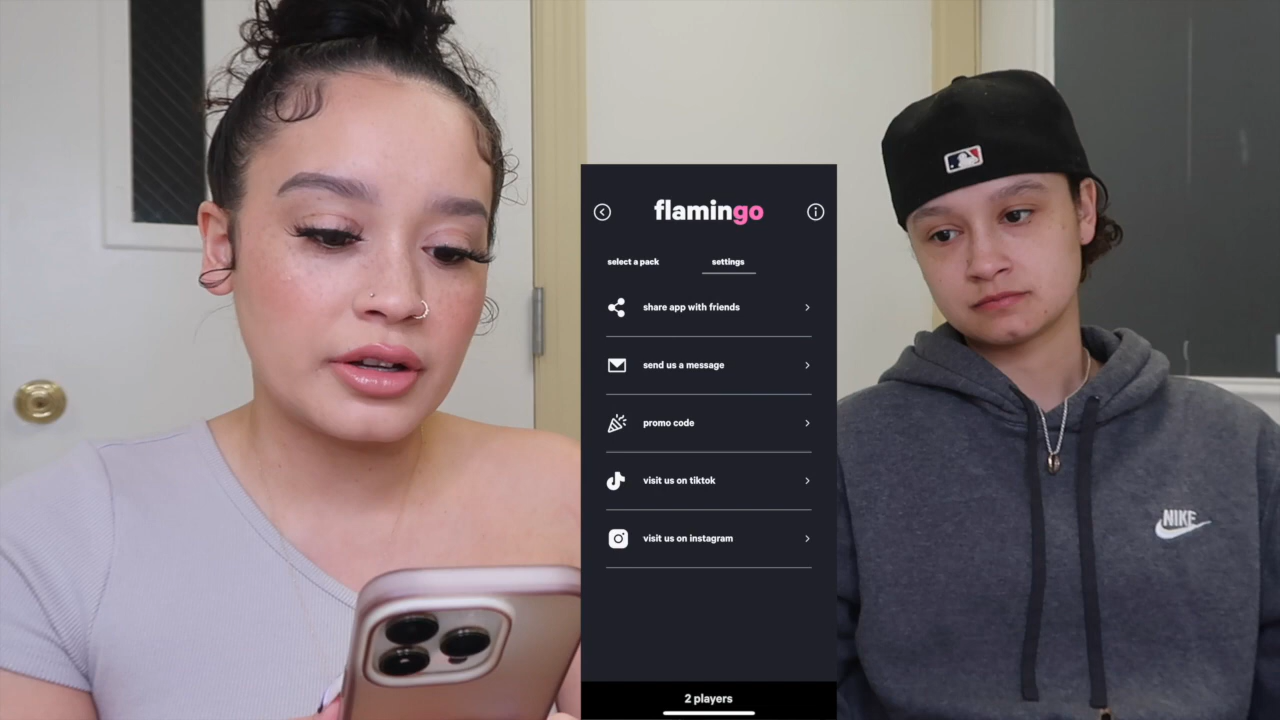 flamingo
select a pack
settings
share app with friends
send us a message
promo code
visit us on tiktok
visit us on instagram
2 players
NIKE